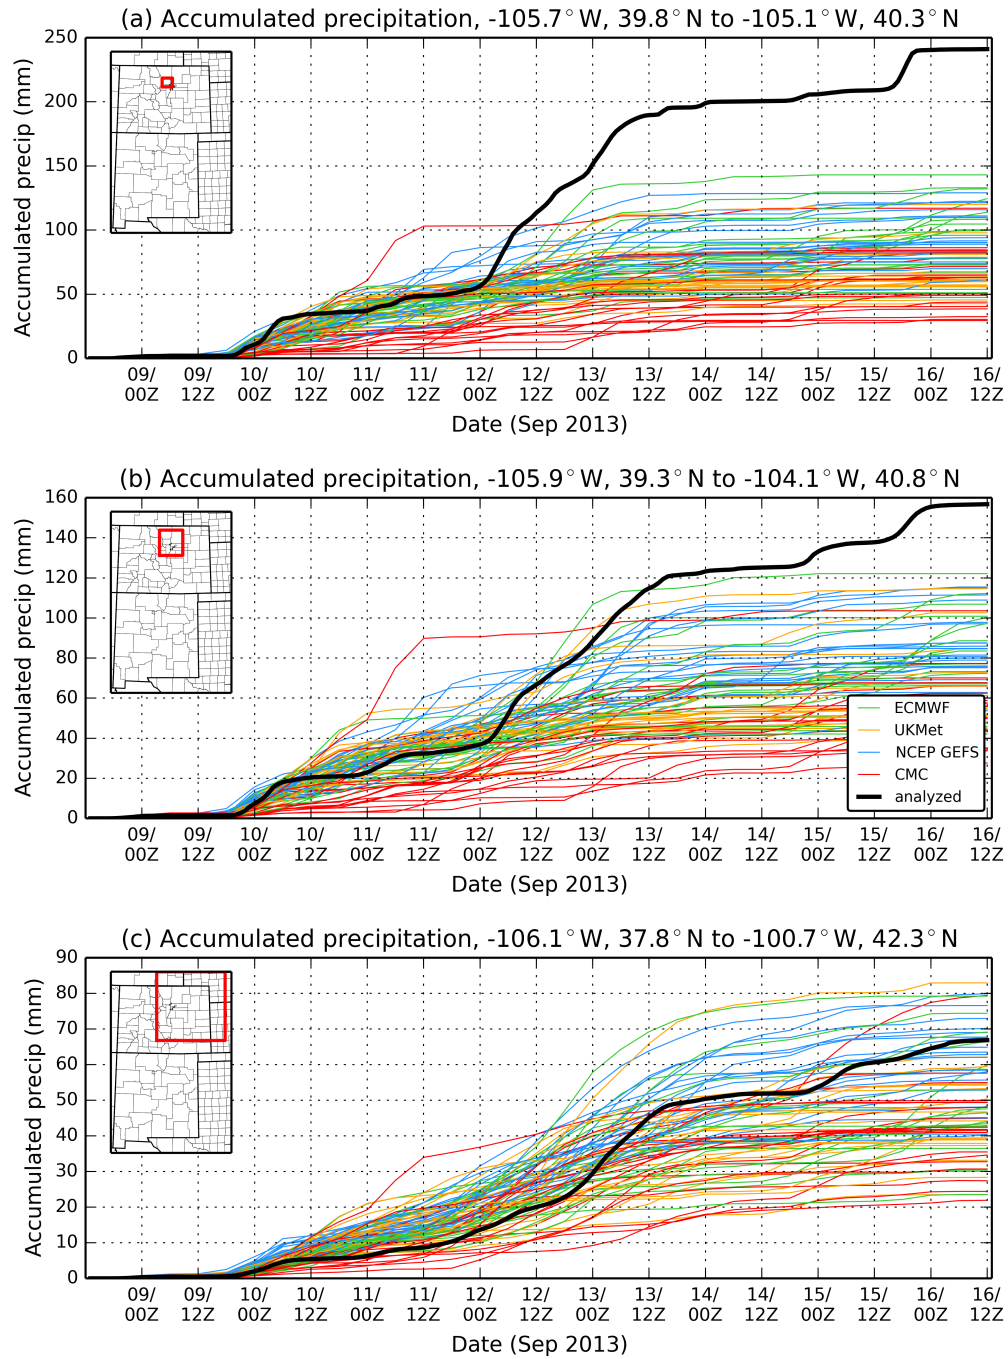 (a) Accumulated precipitation, -105.7°W, 39.8°N to -105.1°W, 40.3°N
Accumulated precip (mm)
250
200
150
100
50
0
09/ 09/ 10/ 10/ 11/ 11/ 12/ 12/ 13/ 13/ 14/ 14/ 15/ 15/ 16/ 16/
00Z 12Z 00Z 12Z 00Z 12Z 00Z 12Z 00Z 12Z 00Z 12Z 00Z 12Z 00Z 12Z
Date (Sep 2013)
(b) Accumulated precipitation, -105.9°W, 39.3°N to -104.1°W, 40.8°N
Accumulated precip (mm)
160
140
120
100
80
60
40
20
0
ECMWF
UKMet
NCEP GEFS
CMC
analyzed
09/ 09/ 10/ 10/ 11/ 11/ 12/ 12/ 13/ 13/ 14/ 14/ 15/ 15/ 16/ 16/
00Z 12Z 00Z 12Z 00Z 12Z 00Z 12Z 00Z 12Z 00Z 12Z 00Z 12Z 00Z 12Z
Date (Sep 2013)
(c) Accumulated precipitation, -106.1°W, 37.8°N to -100.7°W, 42.3°N
Accumulated precip (mm)
90
80
70
60
50
40
30
20
10
0
09/ 09/ 10/ 10/ 11/ 11/ 12/ 12/ 13/ 13/ 14/ 14/ 15/ 15/ 16/ 16/
00Z 12Z 00Z 12Z 00Z 12Z 00Z 12Z 00Z 12Z 00Z 12Z 00Z 12Z 00Z 12Z
Date (Sep 2013)